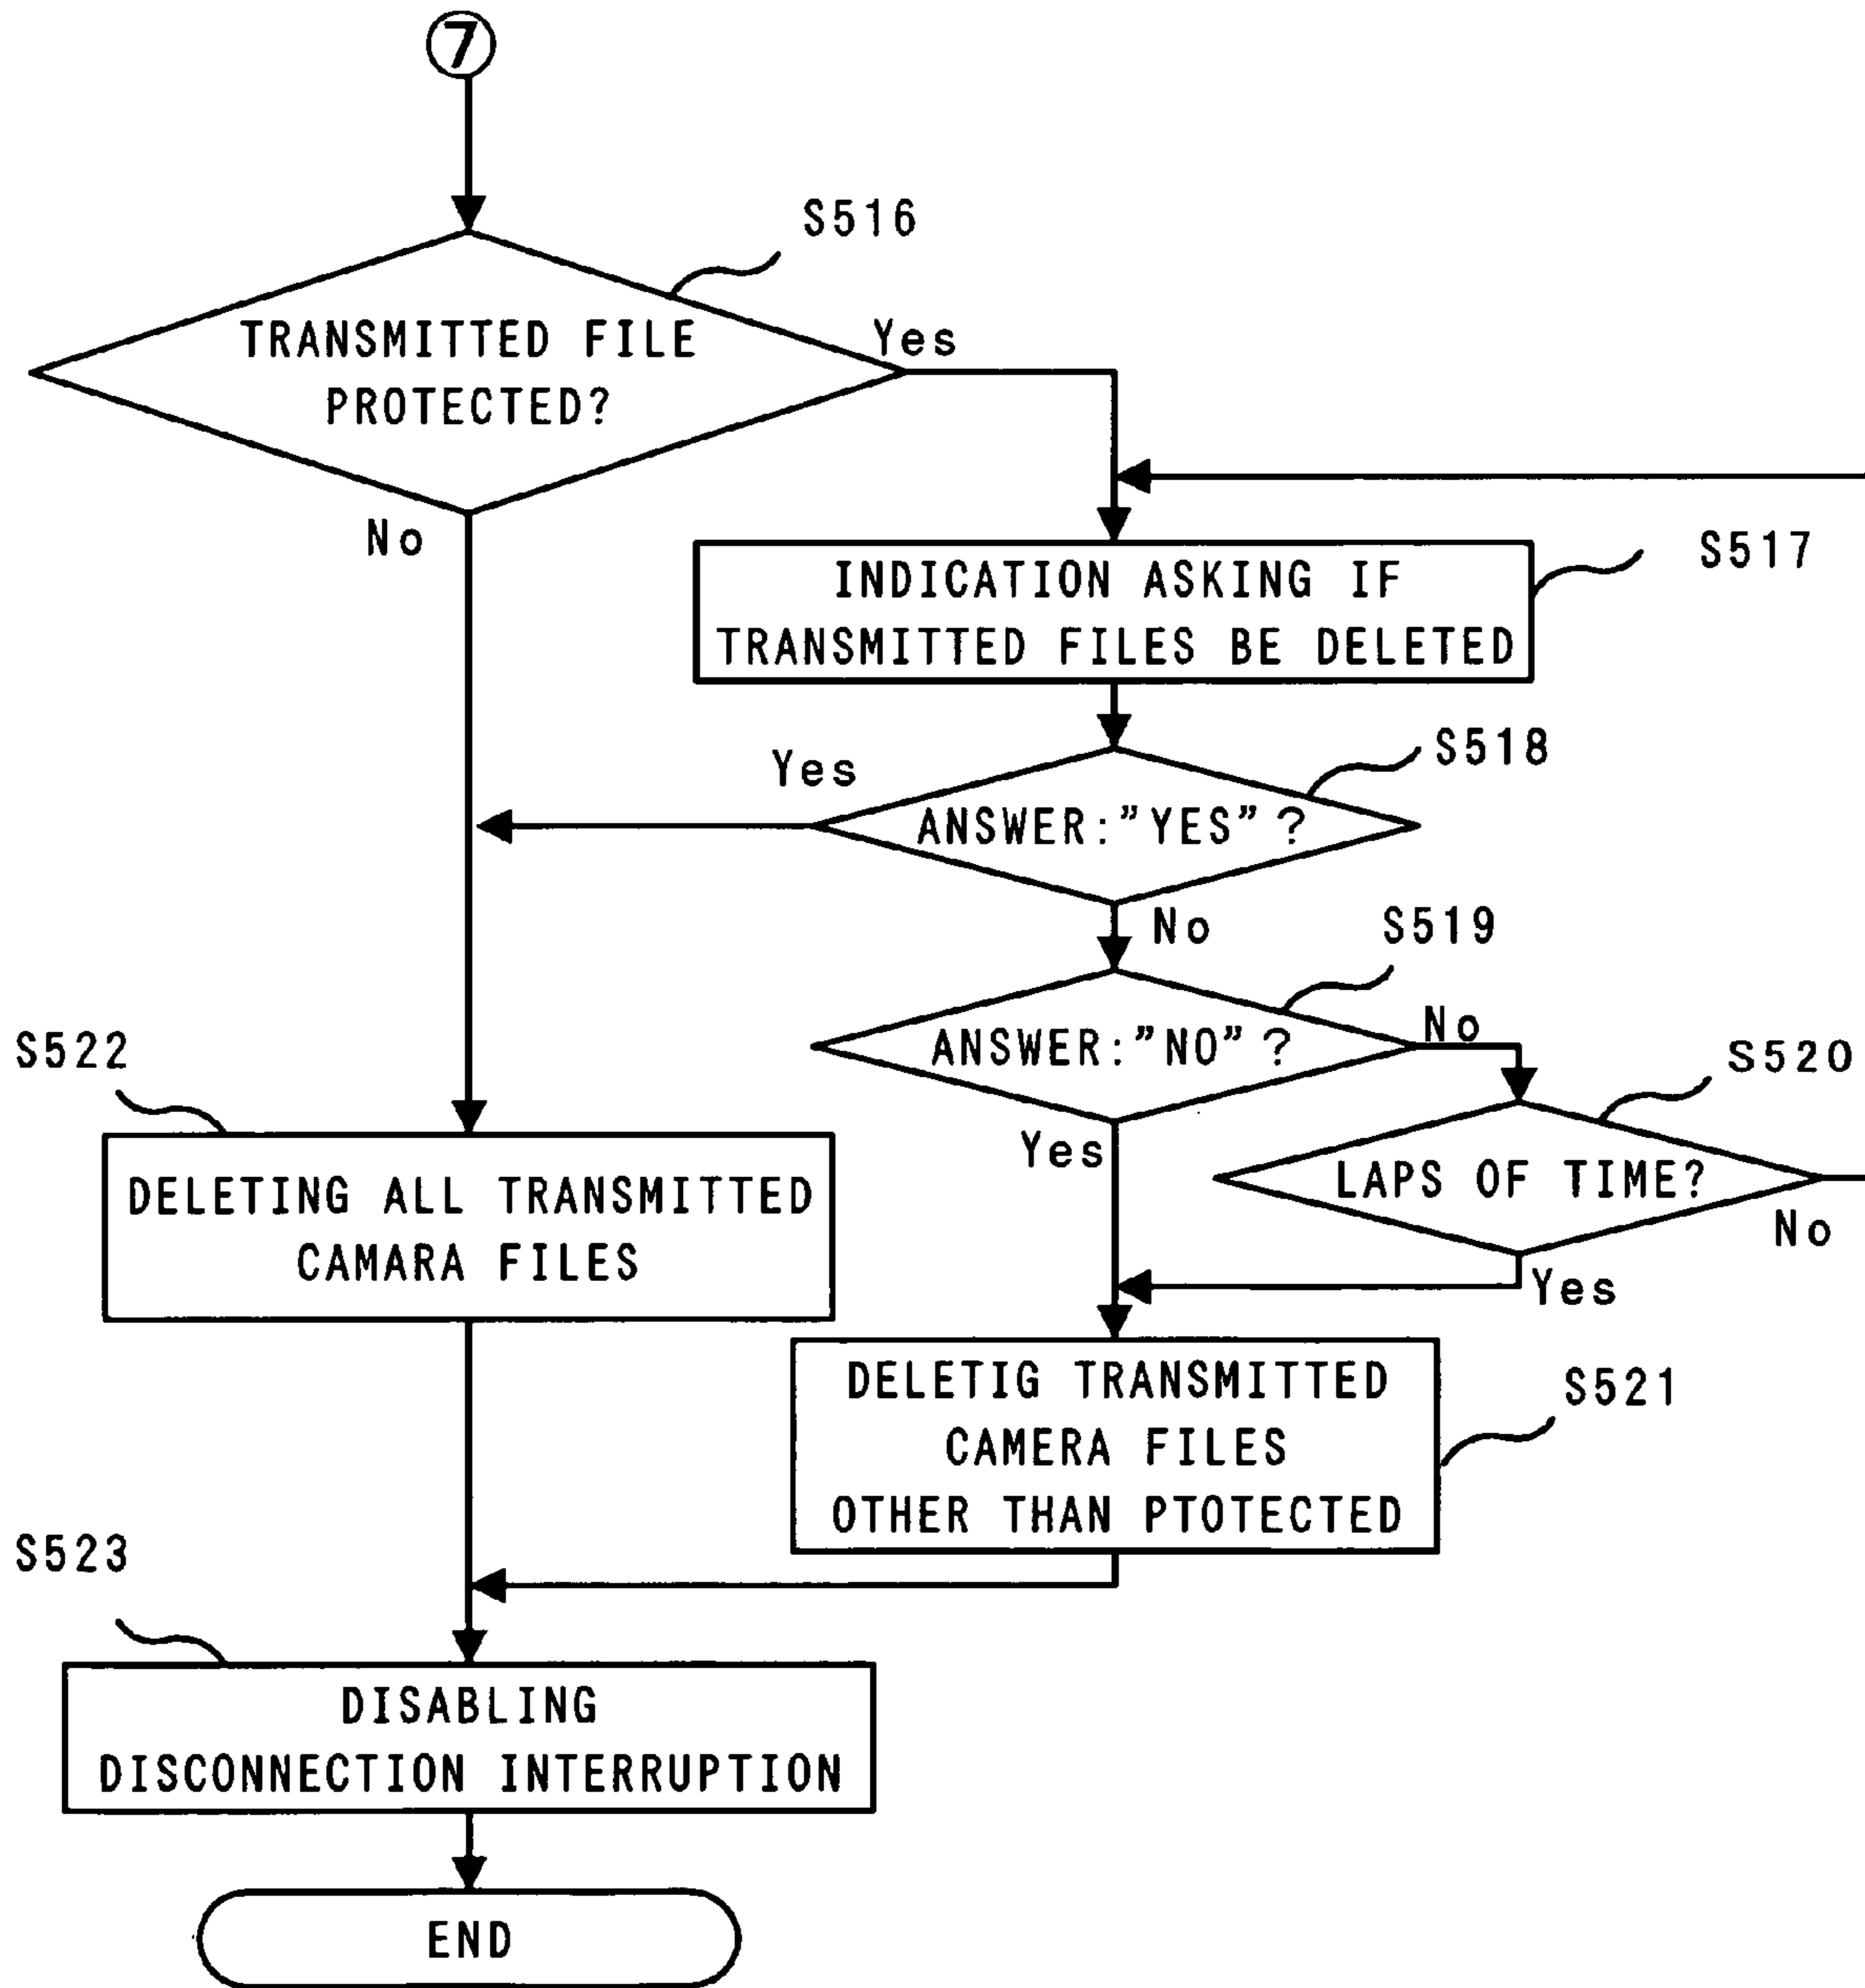 7
S516
TRANSMITTED FILE
PROTECTED?
Yes
No
S517
INDICATION ASKING IF
TRANSMITTED FILES BE DELETED
S518
Yes
ANSWER:"YES"?
No
S519
ANSWER:"NO"?
No
Yes
S520
LAPS OF TIME?
No
Yes
S522
DELETING ALL TRANSMITTED
CAMARA FILES
DELETIG TRANSMITTED
CAMERA FILES
OTHER THAN PTOTECTED
S521
S523
DISABLING
DISCONNECTION INTERRUPTION
END